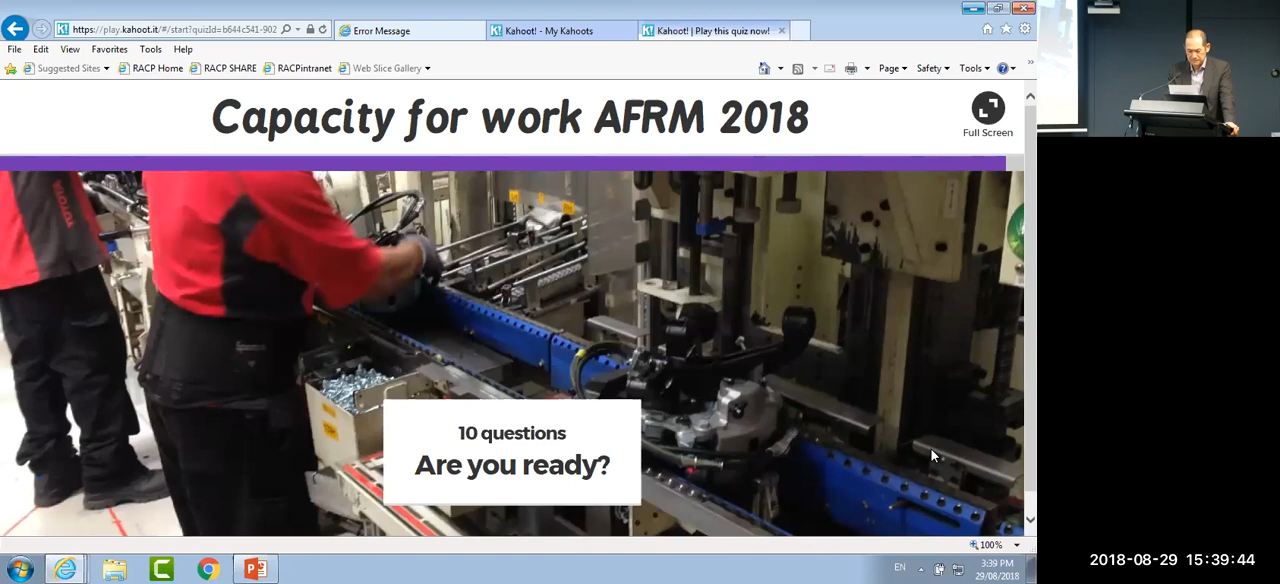 https://play.kahoot.it/#/start?quizId=b644c541-902
Error Message
Kahoot! - My Kahoots
Kahoot! | Play this quiz now!
File Edit View Favorites Tools Help
Suggested Sites
RACP Home
RACP SHARE
RACPintranet
Web Slice Gallery
Page
Safety
Tools
Capacity for work AFRM 2018
Full Screen
TOYOTA
10 questions
Are you ready?
100%
EN
3:39 PM
29/08/2018
2018-08-29 15:39:44